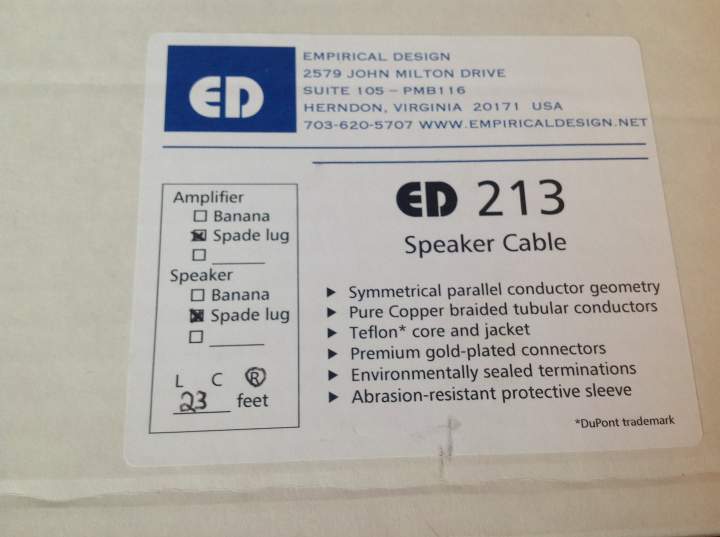 ED
EMPIRICAL DESIGN
2579 JOHN MILTON DRIVE
SUITE 105 – PMB116
HERNDON, VIRGINIA 20171 USA
703-620-5707 WWW.EMPIRICALDESIGN.NET
Amplifier
Banana
Spade lug
Speaker
Banana
Spade lug
L C R
23 feet
ED 213
Speaker Cable
Symmetrical parallel conductor geometry
Pure Copper braided tubular conductors
Teflon* core and jacket
Premium gold-plated connectors
Environmentally sealed terminations
Abrasion-resistant protective sleeve
*DuPont trademark